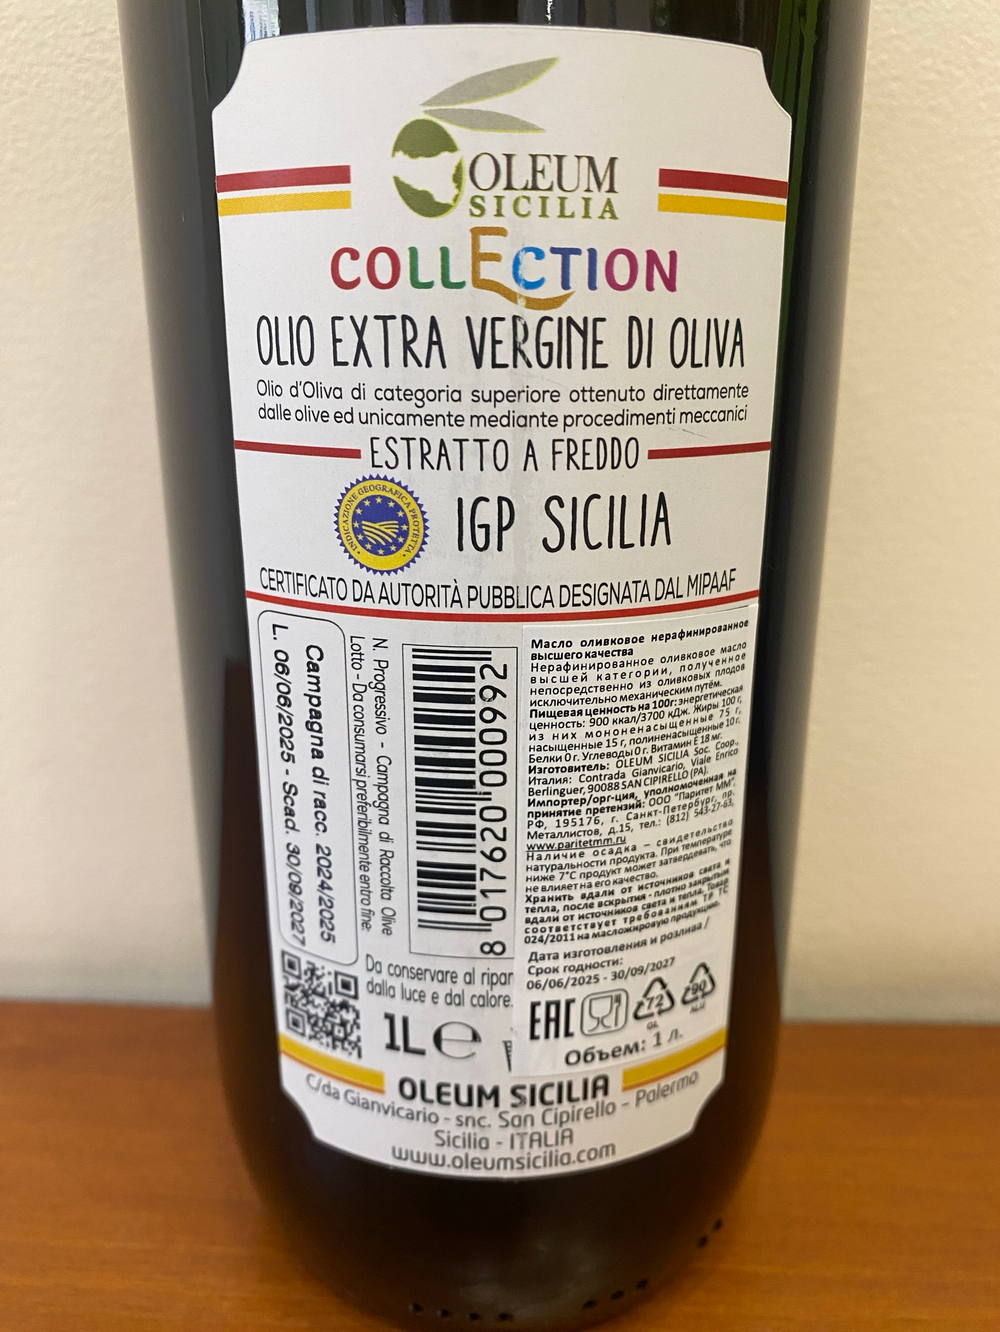 OLEUM
SICILIA
COLLECTION
OLIO EXTRA VERGINE DI OLIVA
Olio d'Oliva di categoria superiore ottenuto direttamente
dalle olive ed unicamente mediante procedimenti meccanici
ESTRATTO A FREDDO
INDICAZIONE GEOGRAFICA PROTETTA
IGP SICILIA
CERTIFICATO DA AUTORITÀ PUBBLICA DESIGNATA DAL MIPAAF
Campagna di racc. 2024/2025
L. 06/06/2025 - Scad. 30/09/2027
N. Progressivo - Campagna di Raccolta Olive
Lotto - Da consumarsi preferibilmente entro fine:
8 017920 000962
Da conservare al ripar
dalla luce e dal calore.
1L e
Масло оливковое нерафинированное
высшего качества
Нерафинированное оливковое масло
высшей категории, полученное
непосредственно из оливковых плодов
исключительно механическим путём.
Пищевая ценность на 100г: энергетическая
ценность: 900 ккал/3700 кДж. Жиры 100 г,
из них мононенасыщенные 75 г,
насыщенные 15 г, полиненасыщенные 10г.
Белки 0 г. Углеводы 0 г. Витамин Е 18 мг.
Изготовитель: OLEUM SICILIA Soc. Coop.,
Италия: Contrada Gianvicario, Viale Enrico
Berlinguer, 90088 SAN CIPIRELLO (PA).
Импортер/орг-ция, уполномоченная на
принятие претензий: ООО "Паритет ММ",
РФ, 195176, г. Санкт-Петербург, пр.
Металлистов, д.15, тел.: (812) 543-27-63,
www.paritetmm.ru
Наличие осадка – свидетельство
натуральности продукта. При температуре
ниже 7°С продукт может затвердевать, что
не влияет на его качество.
Хранить вдали от источников света и
тепла, после вскрытия - плотно закрытым
вдали от источников света и тепла. Товар
соответствует требованиям ТР ТС
024/2011 на масложировую продукцию.
Дата изготовления и розлива /
Срок годности:
06/06/2025 - 30/09/2027
EAC 72 GL 90 ALU
Объем: 1 л.
OLEUM SICILIA
C/da Gianvicario - snc. San Cipirello - Palermo
Sicilia - ITALIA
www.oleumsicilia.com